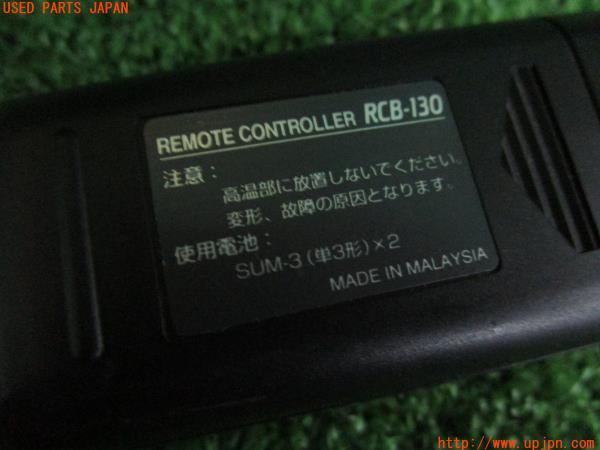 USED PARTS JAPAN
REMOTE CONTROLLER RCB-130
注意：
高温部に放置しないでください。
変形、故障の原因となります。
使用電池：
SUM-3 (単3形)×2
MADE IN MALAYSIA
http://www.upjpn.com/